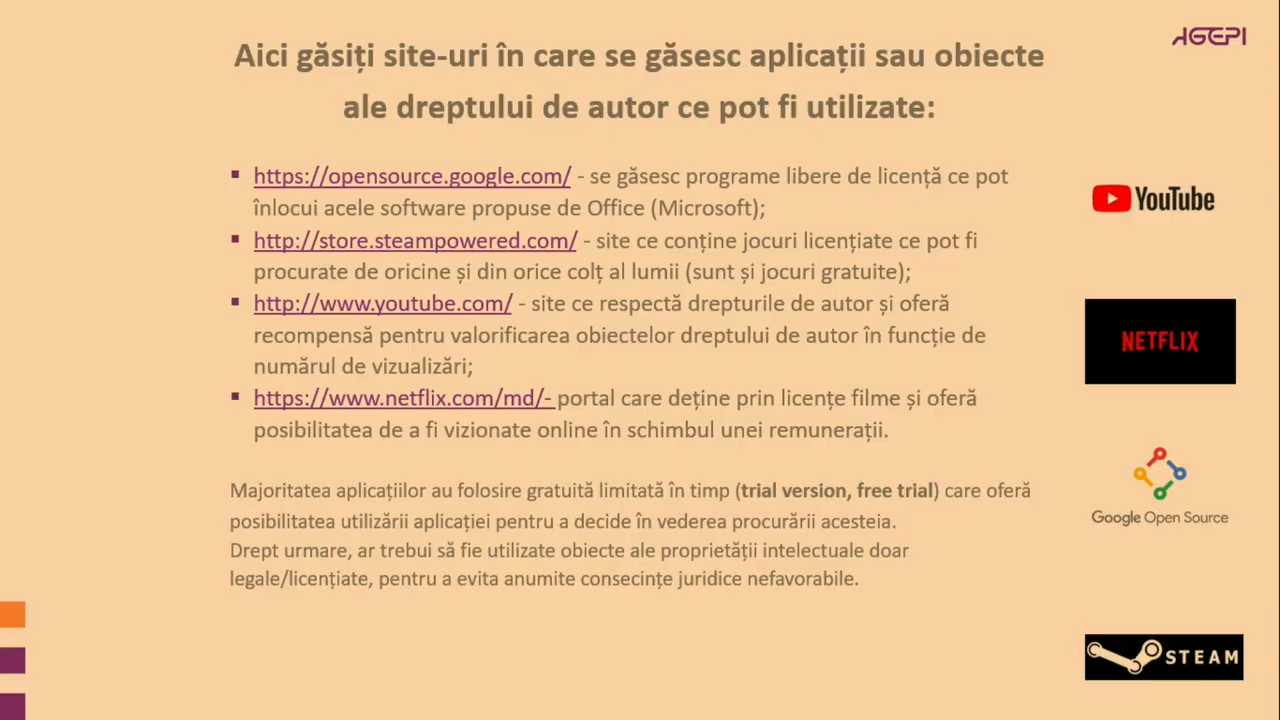 AGEPI
Aici găsiți site-uri în care se găsesc aplicații sau obiecte
ale dreptului de autor ce pot fi utilizate:
▪ https://opensource.google.com/ - se găsesc programe libere de licență ce pot
înlocui acele software propuse de Office (Microsoft);
▪ http://store.steampowered.com/ - site ce conține jocuri licențiate ce pot fi
procurate de oricine și din orice colț al lumii (sunt și jocuri gratuite);
▪ http://www.youtube.com/ - site ce respectă drepturile de autor și oferă
recompensă pentru valorificarea obiectelor dreptului de autor în funcție de
numărul de vizualizări;
▪ https://www.netflix.com/md/- portal care deține prin licențe filme și oferă
posibilitatea de a fi vizionate online în schimbul unei remunerații.
Majoritatea aplicațiilor au folosire gratuită limitată în timp (trial version, free trial) care oferă
posibilitatea utilizării aplicației pentru a decide în vederea procurării acesteia.
Drept urmare, ar trebui să fie utilizate obiecte ale proprietății intelectuale doar
legale/licențiate, pentru a evita anumite consecințe juridice nefavorabile.
YouTube
NETFLIX
Google Open Source
STEAM